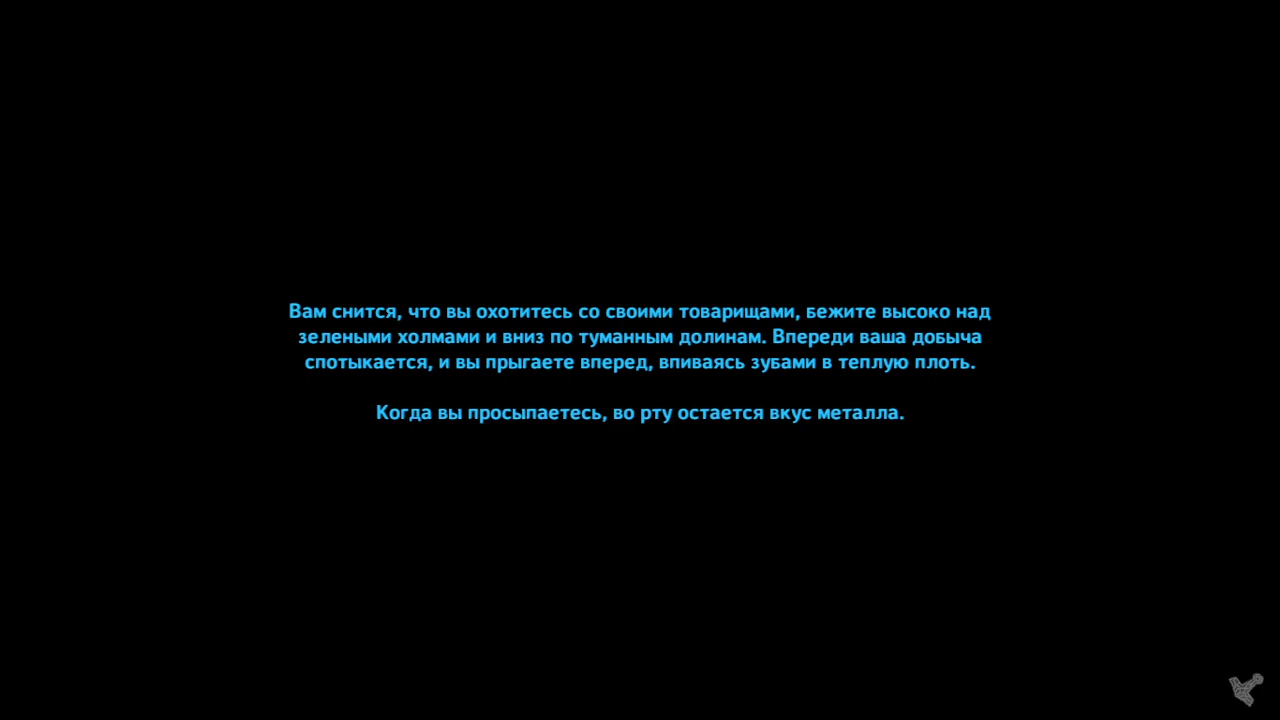 Вам снится, что вы охотитесь со своими товарищами, бежите высоко над
зелеными холмами и вниз по туманным долинам. Впереди ваша добыча
спотыкается, и вы прыгаете вперед, впиваясь зубами в теплую плоть.
Когда вы просыпаетесь, во рту остается вкус металла.